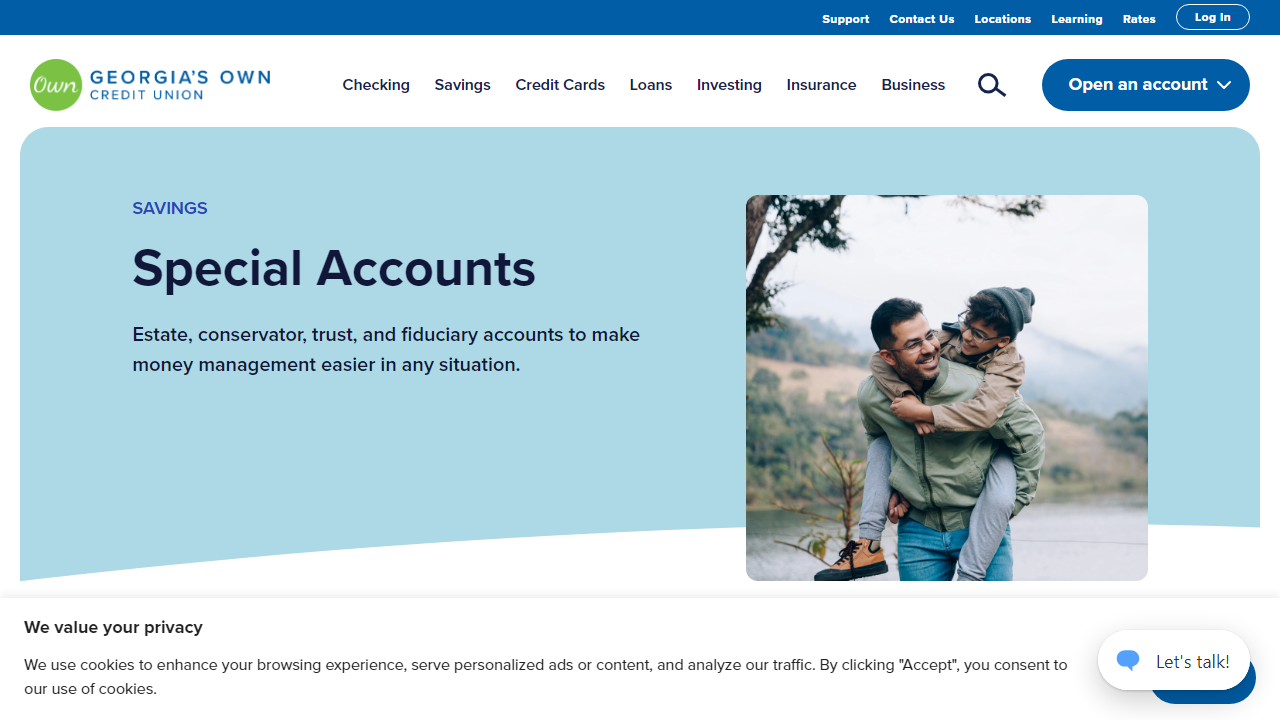 Support Contact Us Locations Learning Rates Log In
Own GEORGIA'S OWN
CREDIT UNION
Checking Savings Credit Cards Loans Investing Insurance Business Open an account
SAVINGS
Special Accounts
Estate, conservator, trust, and fiduciary accounts to make
money management easier in any situation.
We value your privacy
We use cookies to enhance your browsing experience, serve personalized ads or content, and analyze our traffic. By clicking "Accept", you consent to
our use of cookies.
Let's talk!